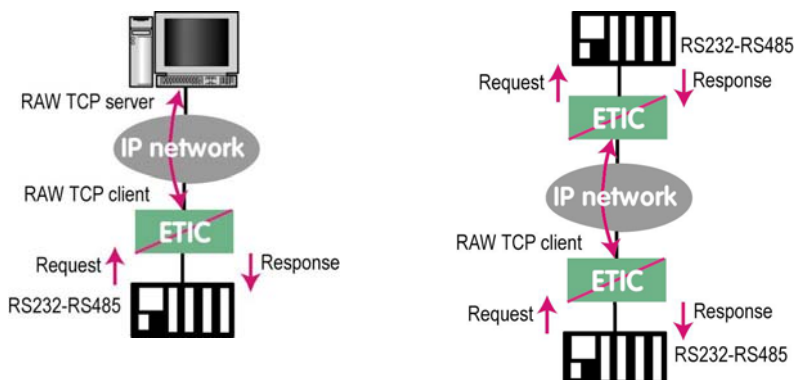 RAW TCP server
IP network
RAW TCP client
ETIC
Request
Response
RS232-RS485
RS232-RS485
Request
Response
ETIC
IP network
RAW TCP client
ETIC
Request
Response
RS232-RS485